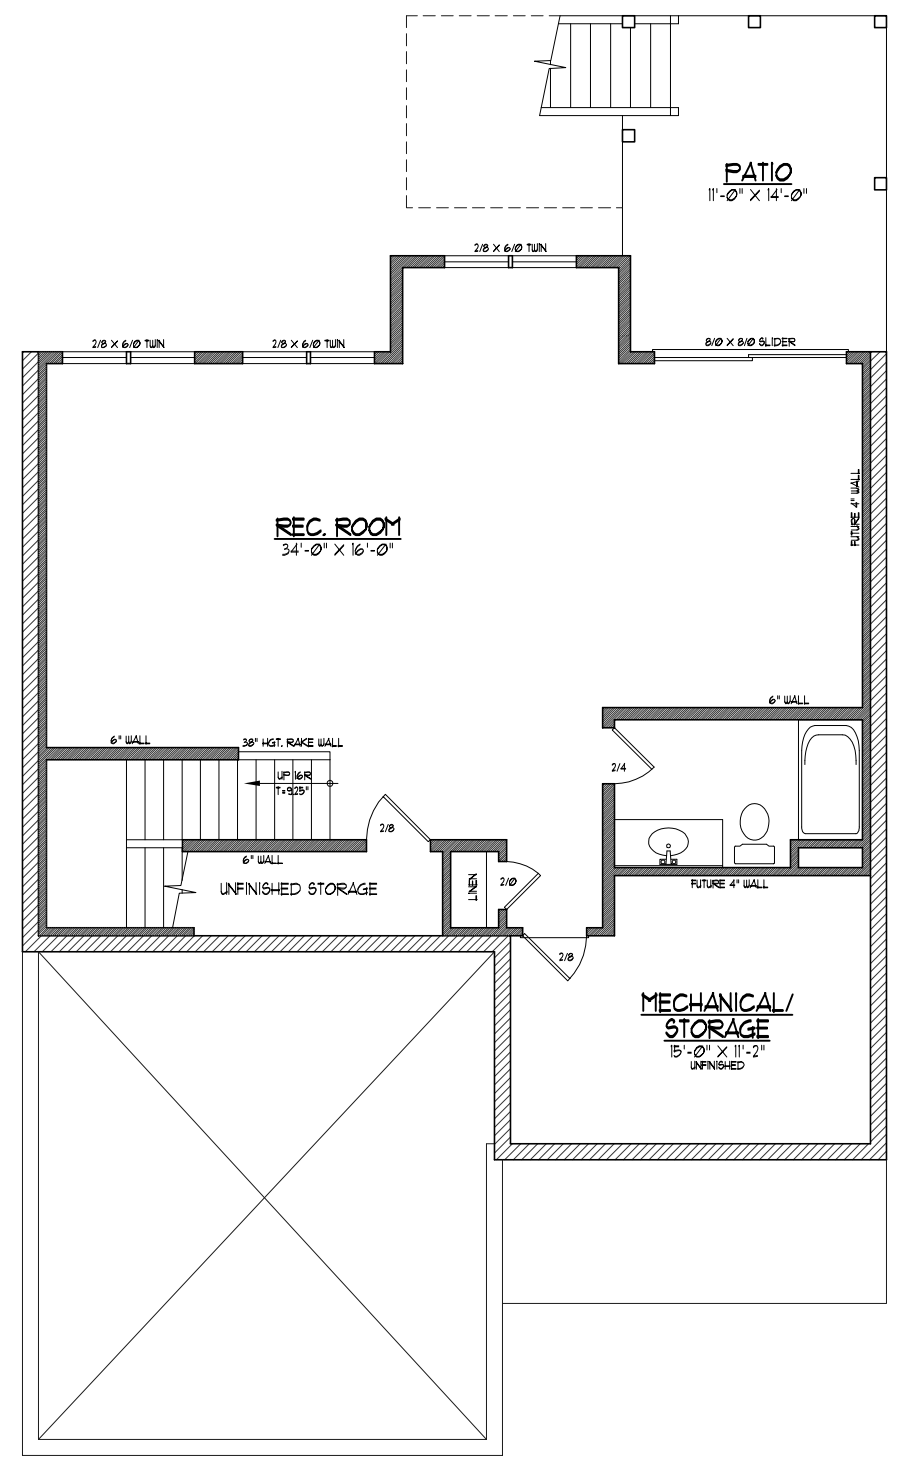 PATIO
11'-0" X 14'-0"
2/8 X 6/0 TWIN
2/8 X 6/0 TWIN
2/8 X 6/0 TWIN
8/0 X 8/0 SLIDER
FUTURE 4" WALL
REC. ROOM
34'-0" X 16'-0"
6" WALL
6" WALL
38" HGT. RAKE WALL
UP 16R
T=9.25"
2/4
2/8
6" WALL
UNFINISHED STORAGE
LINEN
2/0
FUTURE 4" WALL
2/8
MECHANICAL/
STORAGE
15'-0" X 11'-2"
UNFINISHED